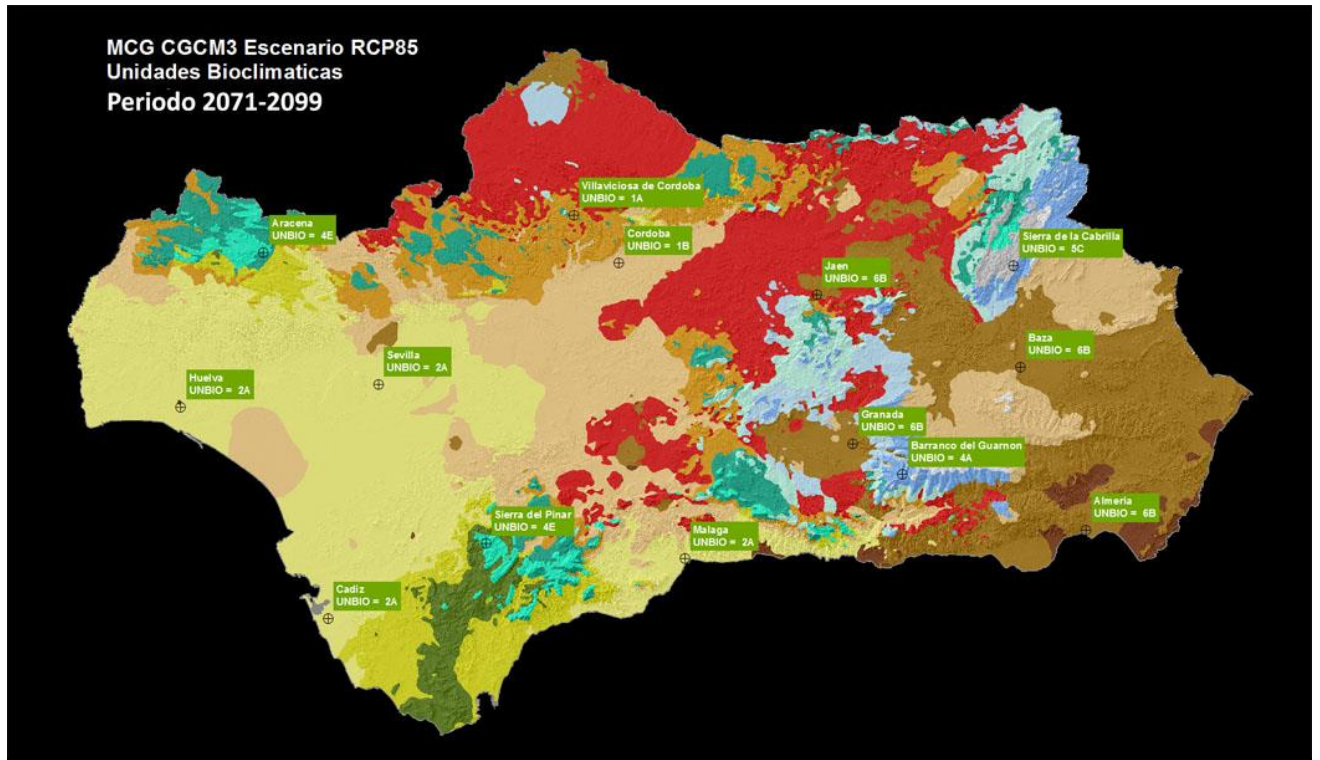 MCG CGCM3 Escenario RCP85
Unidades Bioclimaticas
Periodo 2071-2099
Villaviciosa de Cordoba
UNBIO = 1A
Aracena
UNBIO = 4E
Cordoba
UNBIO = 1B
Sierra de la Cabrilla
UNBIO = 5C
Jaen
UNBIO = 6B
Baza
UNBIO = 6B
Sevilla
UNBIO = 2A
Huelva
UNBIO = 2A
Granada
UNBIO = 6B
Barranco del Guarnon
UNBIO = 4A
Almeria
UNBIO = 6B
Sierra del Pinar
UNBIO = 4E
Malaga
UNBIO = 2A
Cadiz
UNBIO = 2A